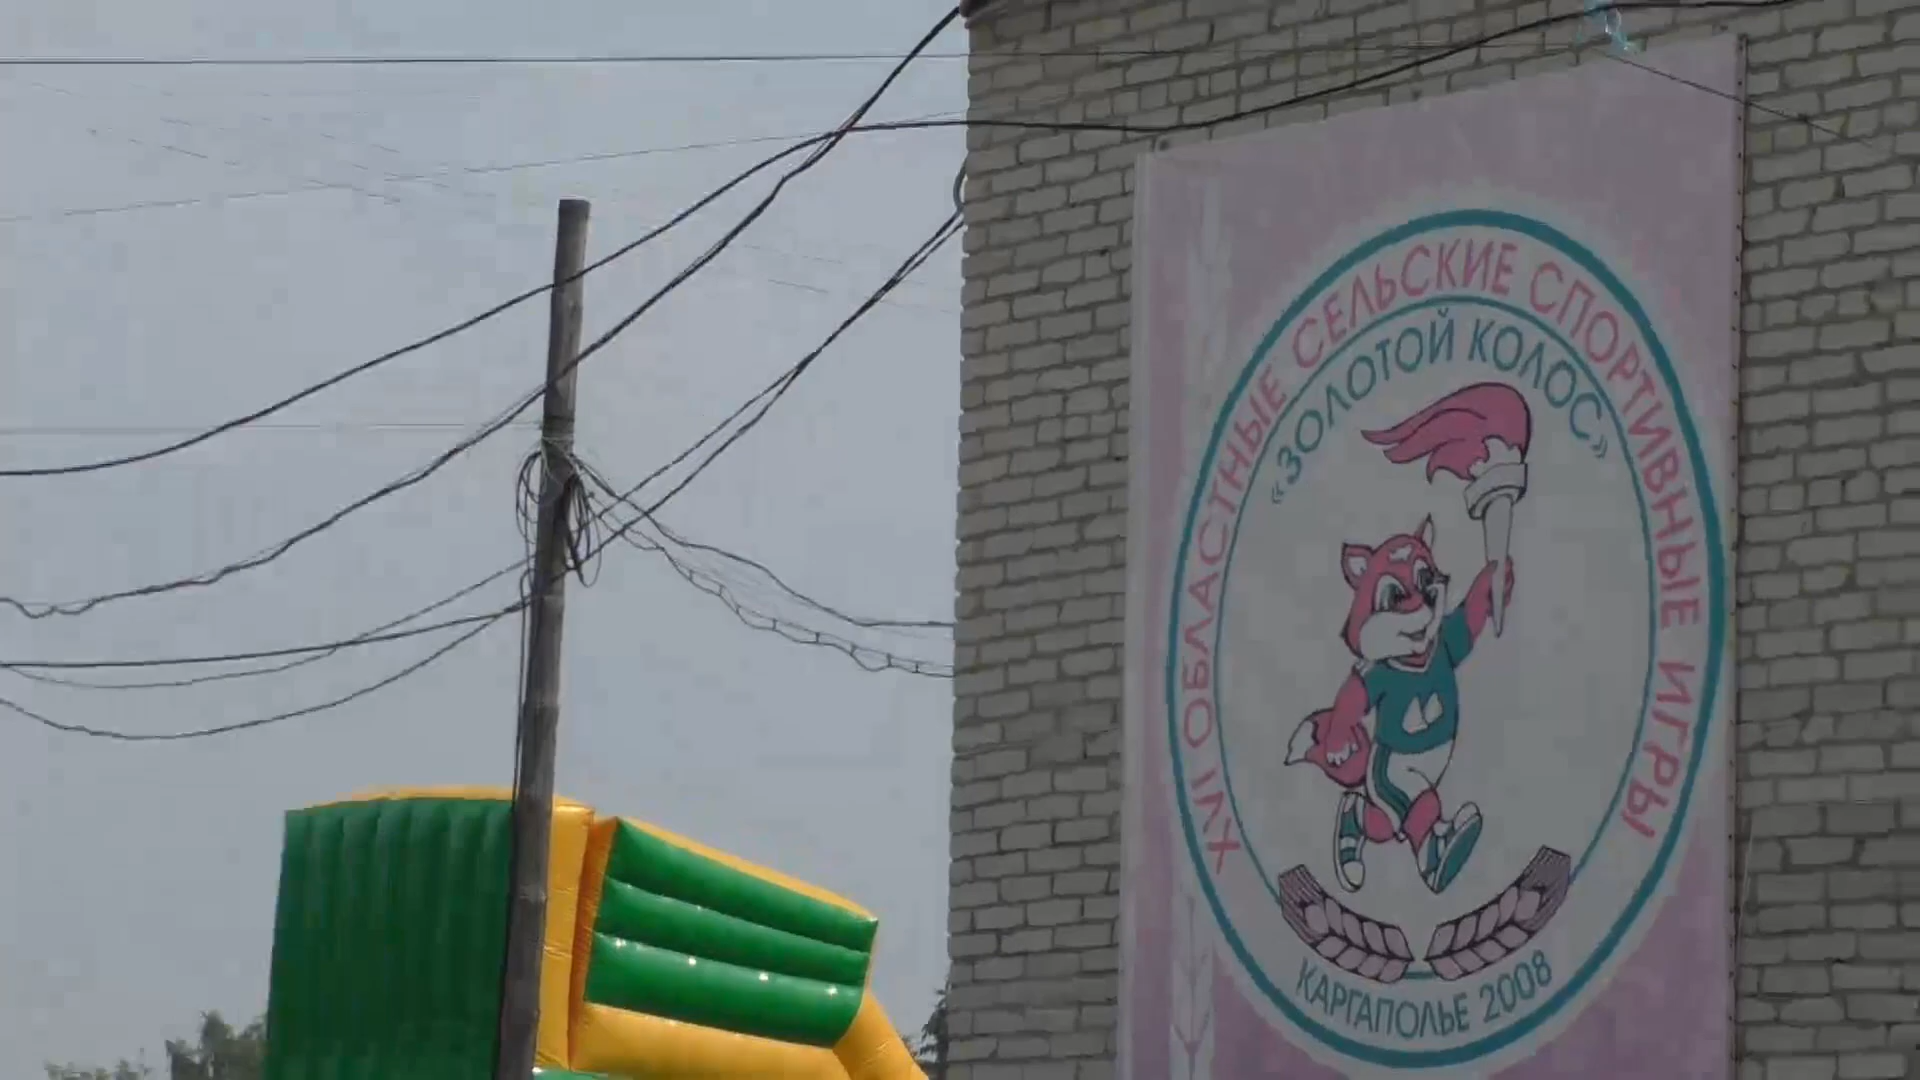 XVI ОБЛАСТНЫЕ СЕЛЬСКИЕ СПОРТИВНЫЕ ИГРЫ
«ЗОЛОТОЙ КОЛОС»
КАРГАПОЛЬЕ 2008